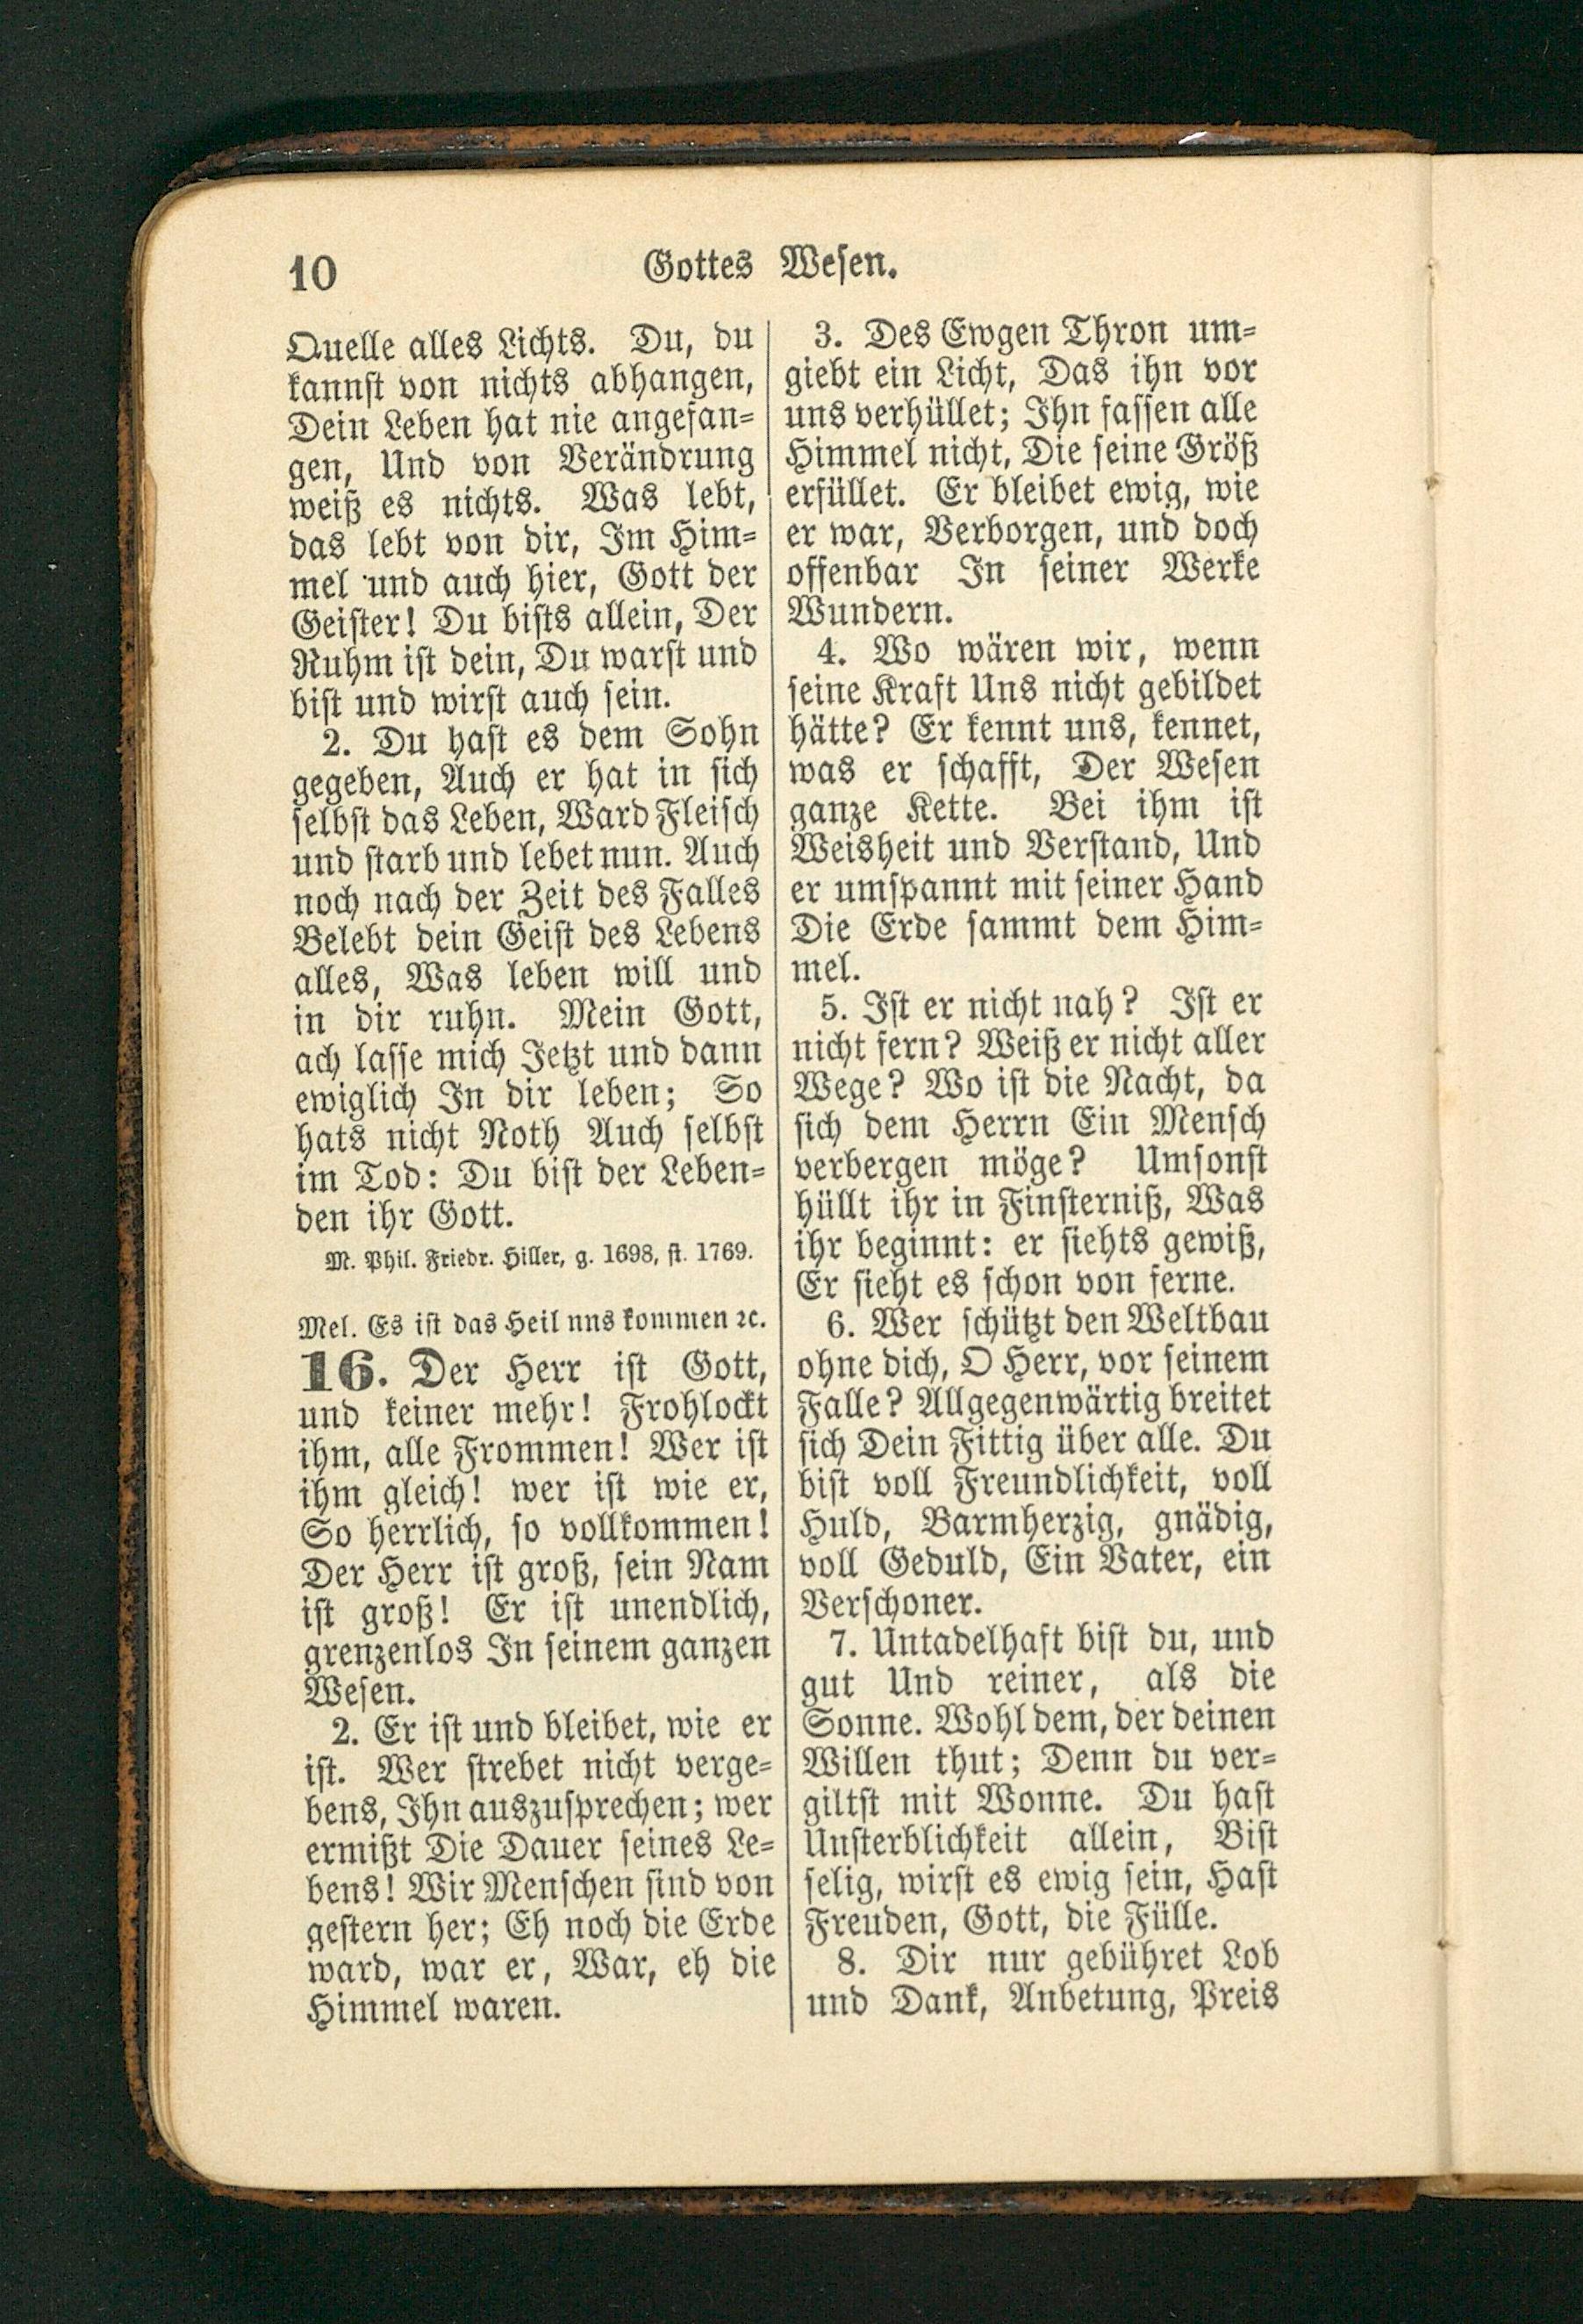 10
Gottes Wesen.
Quelle alles Lichts. Du, du
kannst von nichts abhangen,
Dein Leben hat nie angefan=
gen, Und von Verändrung
weiß es nichts. Was lebt,
das lebt von dir, Im Him=
mel und auch hier, Gott der
Geister! Du bists allein, Der
Ruhm ist dein, Du warst und
bist und wirst auch sein.
2. Du hast es dem Sohn
gegeben, Auch er hat in sich
selbst das Leben, Ward Fleisch
und starb und lebet nun. Auch
noch nach der Zeit des Falles
Belebt dein Geist des Lebens
alles, Was leben will und
in dir ruhn. Mein Gott,
ach lasse mich Jetzt und dann
ewiglich In dir leben; So
hats nicht Noth Auch selbst
im Tod: Du bist der Leben=
den ihr Gott.
M. Phil. Friedr. Hiller, g. 1698, st. 1769.
Mel. Es ist das Heil nns kommen ꝛc.
16. Der Herr ist Gott,
und keiner mehr! Frohlockt
ihm, alle Frommen! Wer ist
ihm gleich! wer ist wie er,
So herrlich, so vollkommen!
Der Herr ist groß, sein Nam
ist groß! Er ist unendlich,
grenzenlos In seinem ganzen
Wesen.
2. Er ist und bleibet, wie er
ist. Wer strebet nicht verge=
bens, Ihn auszusprechen; wer
ermißt Die Dauer seines Le=
bens! Wir Menschen sind von
gestern her; Eh noch die Erde
ward, war er, War, eh die
Himmel waren.
3. Des Ewgen Thron um=
giebt ein Licht, Das ihn vor
uns verhüllet; Ihn fassen alle
Himmel nicht, Die seine Größ
erfüllet. Er bleibet ewig, wie
er war, Verborgen, und doch
offenbar In seiner Werke
Wundern.
4. Wo wären wir, wenn
seine Kraft Uns nicht gebildet
hätte? Er kennt uns, kennet,
was er schafft, Der Wesen
ganze Kette. Bei ihm ist
Weisheit und Verstand, Und
er umspannt mit seiner Hand
Die Erde sammt dem Him=
mel.
5. Ist er nicht nah? Ist er
nicht fern? Weiß er nicht aller
Wege? Wo ist die Nacht, da
sich dem Herrn Ein Mensch
verbergen möge? Umsonst
hüllt ihr in Finsterniß, Was
ihr beginnt: er siehts gewiß,
Er sieht es schon von ferne.
6. Wer schützt den Weltbau
ohne dich, O Herr, vor seinem
Falle? Allgegenwärtig breitet
sich Dein Fittig über alle. Du
bist voll Freundlichkeit, voll
Huld, Barmherzig, gnädig,
voll Geduld, Ein Vater, ein
Verschoner.
7. Untadelhaft bist du, und
gut Und reiner, als die
Sonne. Wohl dem, der deinen
Willen thut; Denn du ver=
giltst mit Wonne. Du hast
Unsterblichkeit allein, Bist
selig, wirst es ewig sein, Hast
Freuden, Gott, die Fülle.
8. Dir nur gebühret Lob
und Dank, Anbetung, Preis